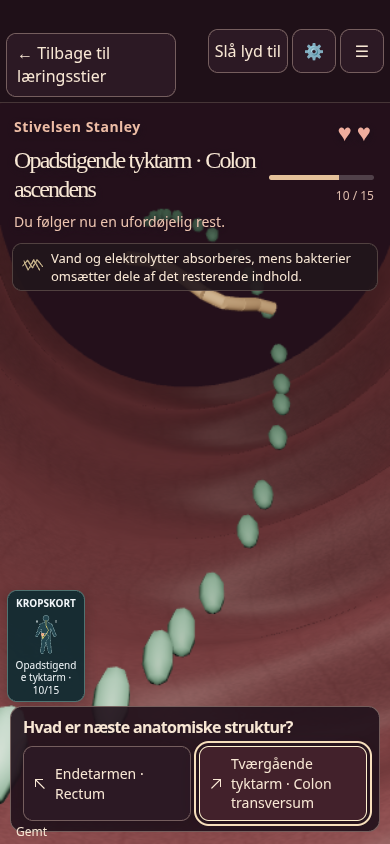 ← Tilbage til
læringsstier
Slå lyd til
Stivelsen Stanley
Opadstigende tyktarm · Colon
ascendens
10 / 15
Du følger nu en ufordøjelig rest.
Vand og elektrolytter absorberes, mens bakterier
omsætter dele af det resterende indhold.
KROPSKORT
Opadstigend
e tyktarm ·
10/15
Hvad er næste anatomiske struktur?
Endetarmen ·
Rectum
Tværgående
tyktarm · Colon
transversum
Gemt